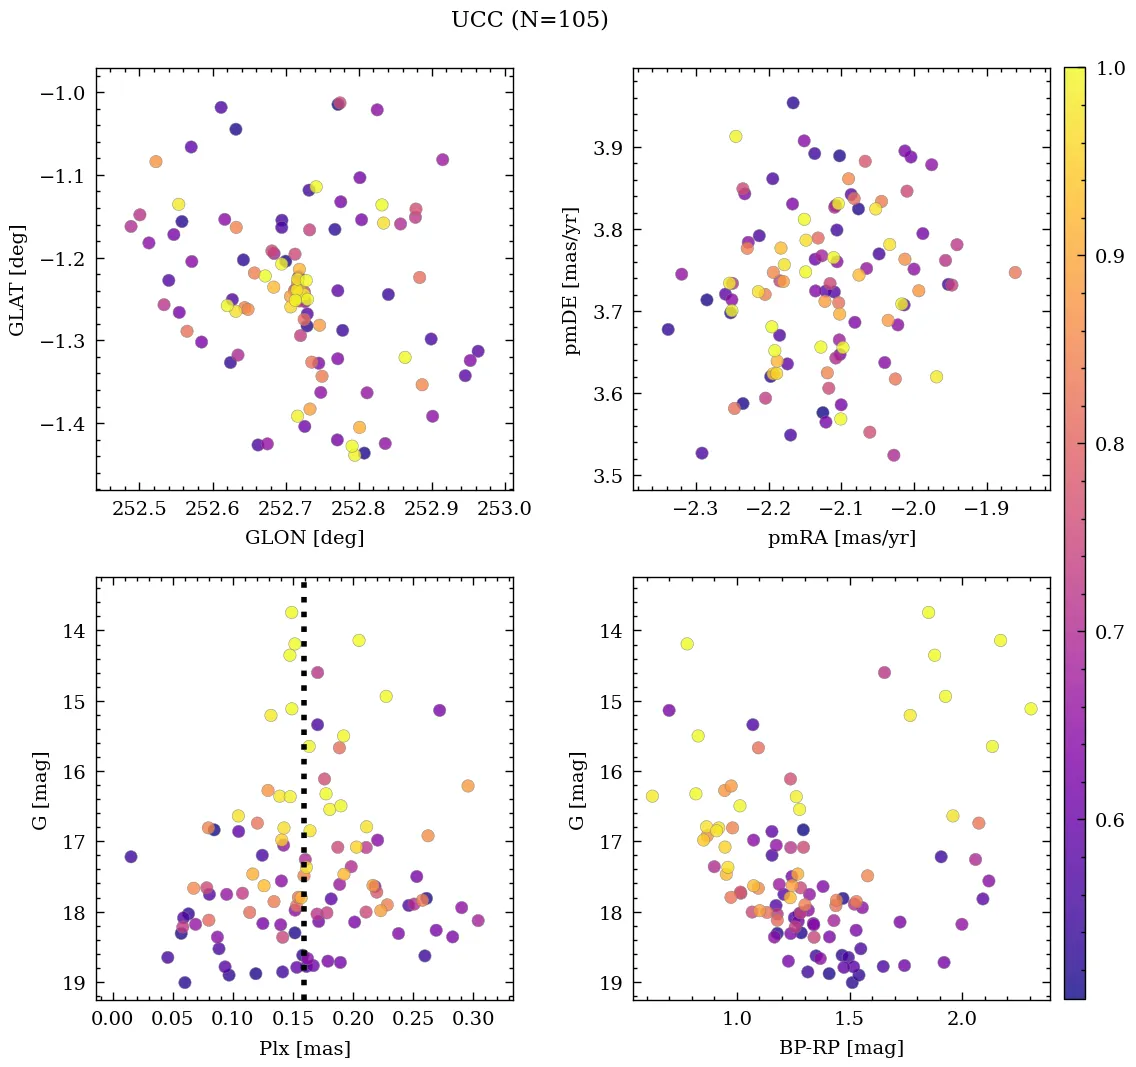 UCC (N=105)
−1.0
−1.1
−1.2
−1.3
−1.4
GLAT [deg]
252.5 252.6 252.7 252.8 252.9 253.0
GLON [deg]
3.9
3.8
3.7
3.6
3.5
pmDE [mas/yr]
−2.3 −2.2 −2.1 −2.0 −1.9
pmRA [mas/yr]
1.0
0.9
0.8
0.7
0.6
14
15
16
17
18
19
G [mag]
0.00 0.05 0.10 0.15 0.20 0.25 0.30
Plx [mas]
14
15
16
17
18
19
G [mag]
1.0 1.5 2.0
BP-RP [mag]